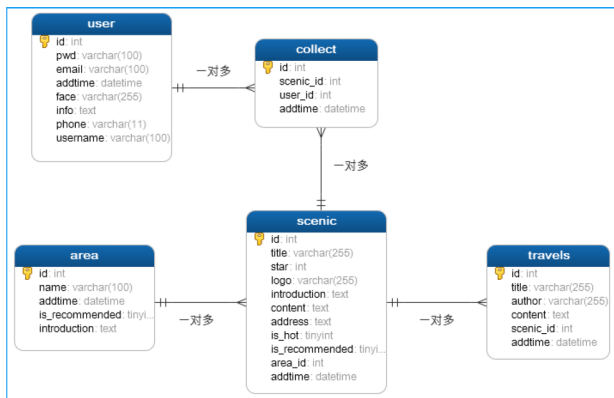 user
id: int
pwd: varchar(100)
email: varchar(100)
addtime: datetime
face: varchar(255)
info: text
phone: varchar(11)
username: varchar(100)
一对多
collect
id: int
scenic_id: int
user_id: int
addtime: datetime
一对多
area
id: int
name: varchar(100)
addtime: datetime
is_recommended: tinyi...
introduction: text
一对多
scenic
id: int
title: varchar(255)
star: int
logo: varchar(255)
introduction: text
content: text
address: text
is_hot: tinyint
is_recommended: tinyi...
area_id: int
addtime: datetime
一对多
travels
id: int
title: varchar(255)
author: varchar(255)
content: text
scenic_id: int
addtime: datetime